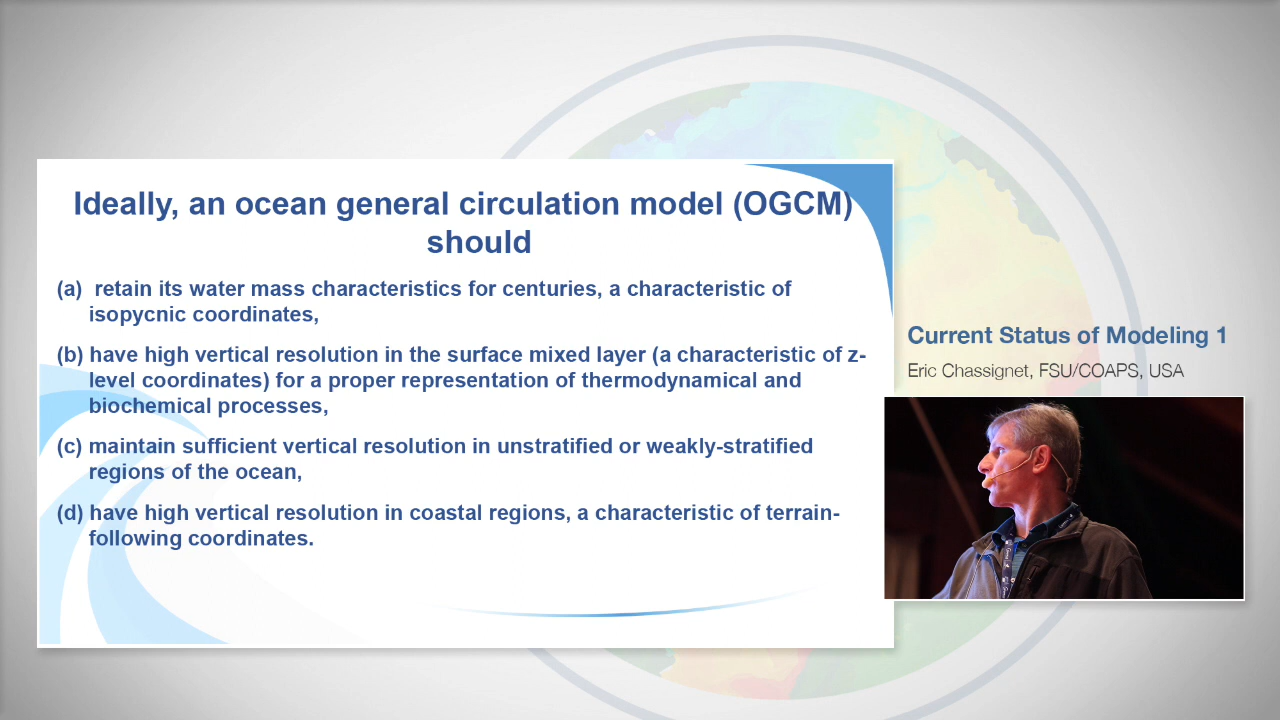 Ideally, an ocean general circulation model (OGCM)
should
(a) retain its water mass characteristics for centuries, a characteristic of
isopycnic coordinates,
(b) have high vertical resolution in the surface mixed layer (a characteristic of z-
level coordinates) for a proper representation of thermodynamical and
biochemical processes,
(c) maintain sufficient vertical resolution in unstratified or weakly-stratified
regions of the ocean,
(d) have high vertical resolution in coastal regions, a characteristic of terrain-
following coordinates.
Current Status of Modeling 1
Eric Chassignet, FSU/COAPS, USA